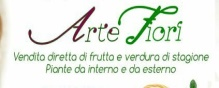 Arte Fiori
Vendita diretta di frutta e verdura di stagione
Piante da interno e da esterno